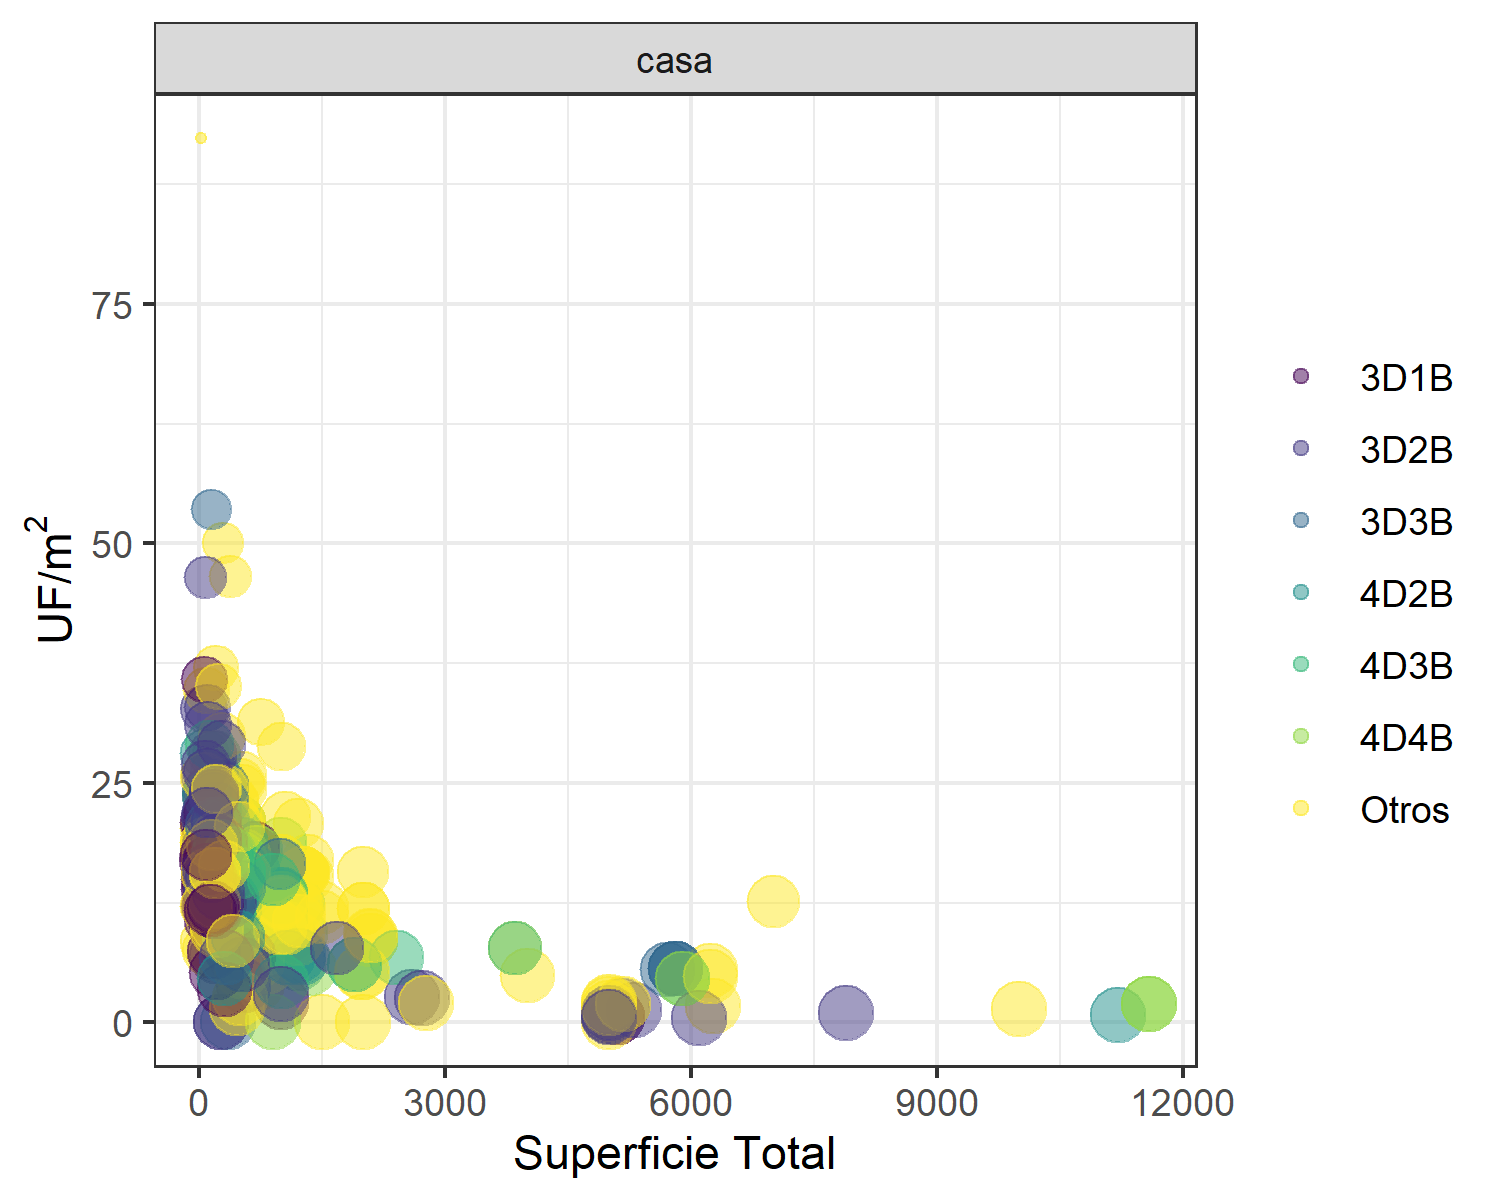 casa
UF/m²
75
50
25
0
0 3000 6000 9000 12000
Superficie Total
3D1B
3D2B
3D3B
4D2B
4D3B
4D4B
Otros